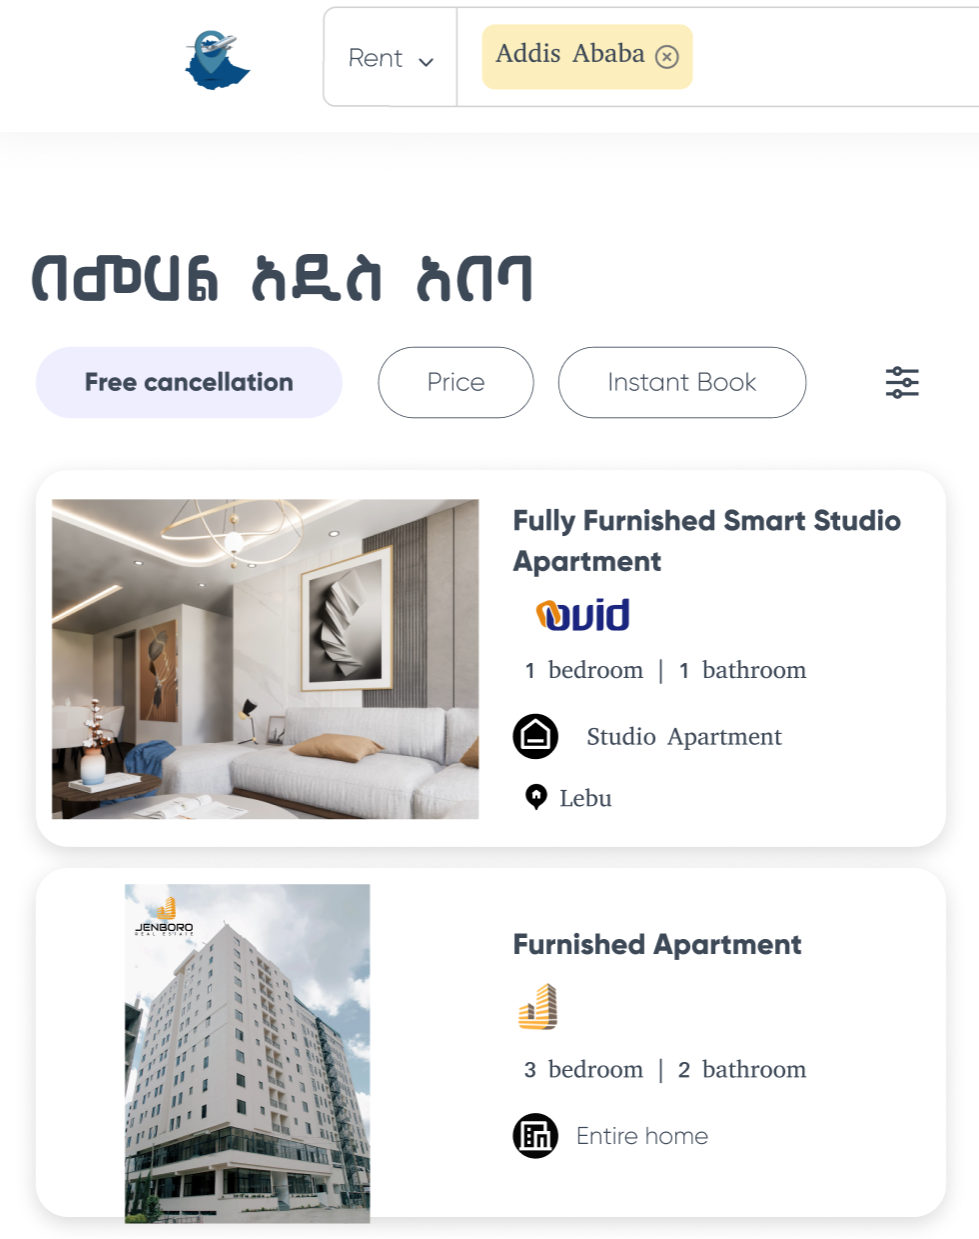 Rent
Addis Ababa
በመሀል አዲስ አበባ
Free cancellation
Price
Instant Book
Fully Furnished Smart Studio
Apartment
ovid
1 bedroom | 1 bathroom
Studio Apartment
Lebu
JENBORO
REAL ESTATE
Furnished Apartment
3 bedroom | 2 bathroom
Entire home